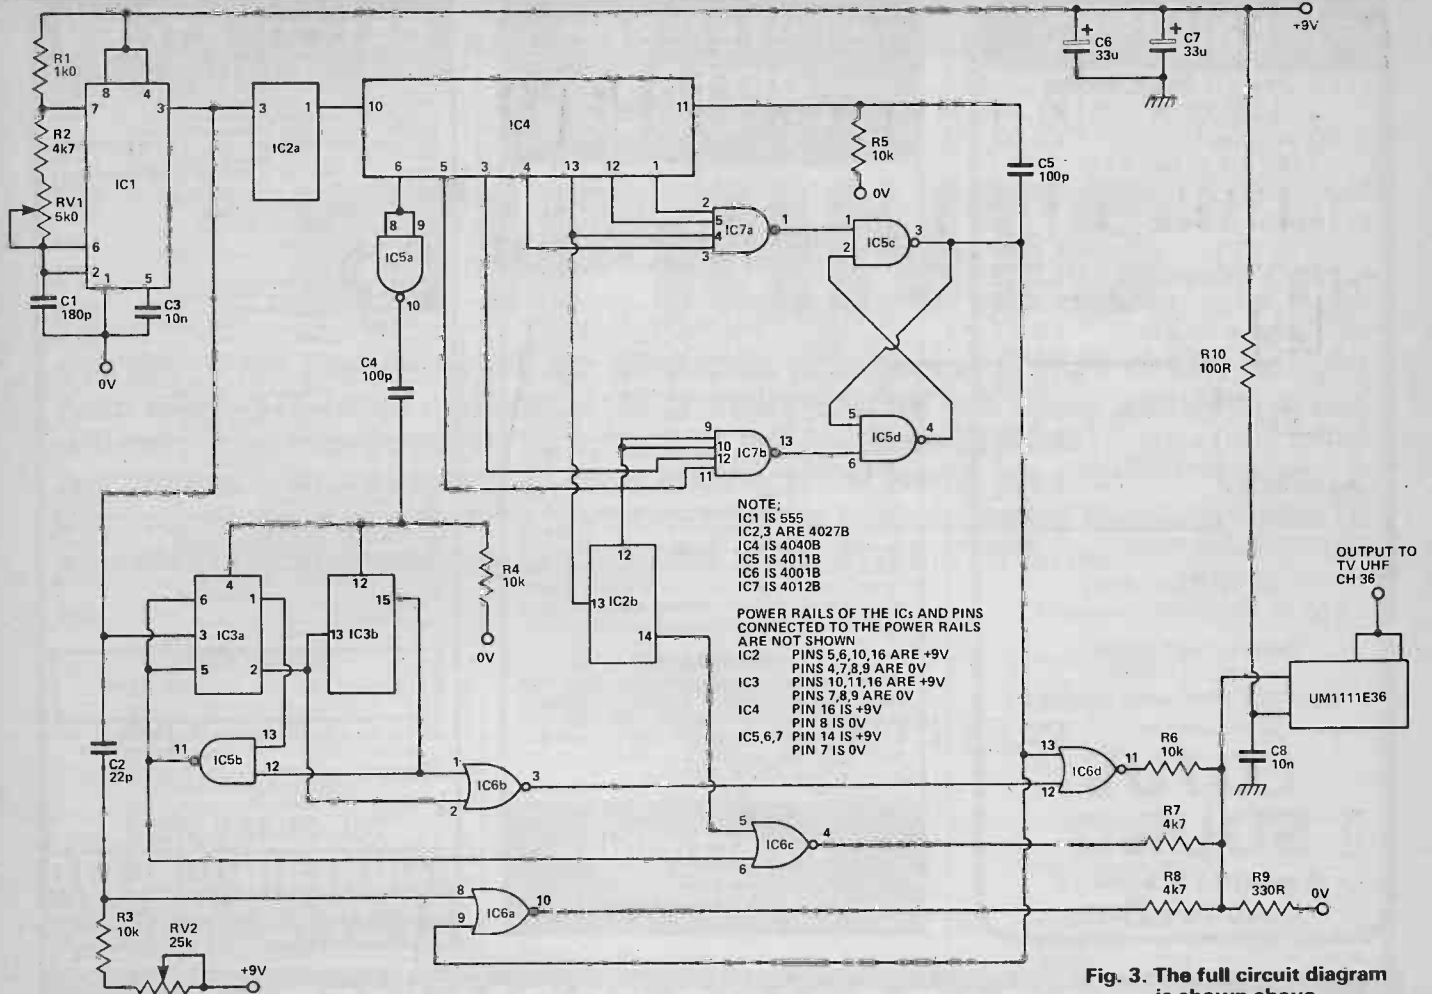 +9V
C6
33u
C7
33u
R1
1k0
8
4
7
3
3
1
10
11
IC4
IC2a
IC1
R2
4k7
RV1
5k0
6
2
1
5
C1
180p
C3
10n
0V
6
5
3
4
13
12
1
R5
10k
0V
C5
100p
8
9
IC5a
10
2
5
4
3
IC7a
1
1
2
IC5c
3
C4
100p
R10
100R
5
6
IC5d
4
9
10
12
11
IC7b
13
NOTE;
IC1 IS 555
IC2,3 ARE 4027B
IC4 IS 4040B
IC5 IS 4011B
IC6 IS 4001B
IC7 IS 4012B
POWER RAILS OF THE ICs AND PINS
CONNECTED TO THE POWER RAILS
ARE NOT SHOWN
IC2 PINS 5,6,10,16 ARE +9V
PINS 4,7,8,9 ARE 0V
IC3 PINS 10,11,16 ARE +9V
PINS 7,8,9 ARE 0V
IC4 PIN 16 IS +9V
PIN 8 IS 0V
IC5,6,7 PIN 14 IS +9V
PIN 7 IS 0V
4
6
1
3
IC3a
5
2
12
15
13
IC3b
R4
10k
0V
12
13
IC2b
14
OUTPUT TO
TV UHF
CH 36
UM1111E36
C8
10n
11
IC5b
13
12
C2
22p
1
2
IC6b
3
13
12
IC6d
11
R6
10k
5
6
IC6c
4
R7
4k7
R8
4k7
R9
330R
0V
8
9
IC6a
10
R3
10k
RV2
25k
+9V
Fig. 3. The full circuit diagram
is shown above